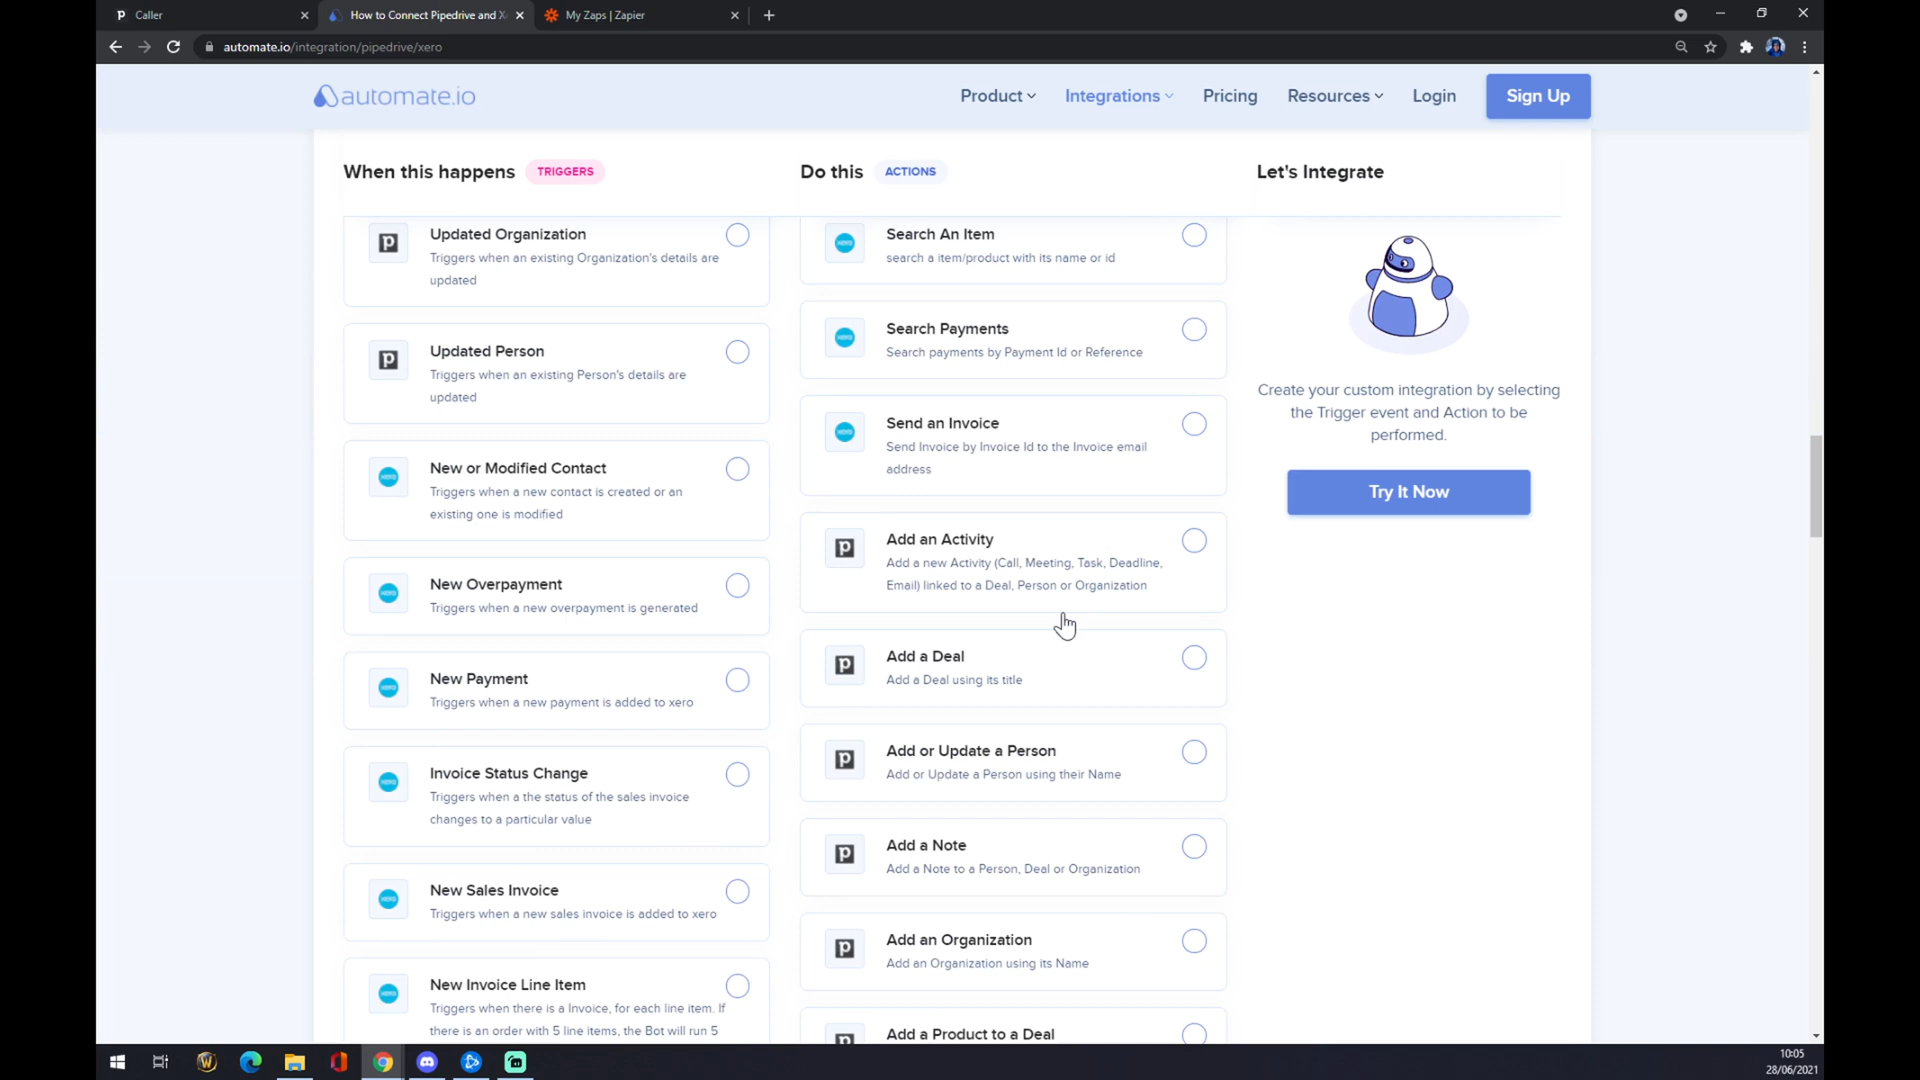 Caller
How to Connect Pipedrive and X
My Zaps | Zapier
automate.io/integration/pipedrive/xero
automate.io
Product
Integrations
Pricing
Resources
Login
Sign Up
When this happens
TRIGGERS
Do this
ACTIONS
Let's Integrate
Updated Organization
Triggers when an existing Organization's details are
updated
Updated Person
Triggers when an existing Person's details are
updated
New or Modified Contact
Triggers when a new contact is created or an
existing one is modified
New Overpayment
Triggers when a new overpayment is generated
New Payment
Triggers when a new payment is added to xero
Invoice Status Change
Triggers when a the status of the sales invoice
changes to a particular value
New Sales Invoice
Triggers when a new sales invoice is added to xero
New Invoice Line Item
Triggers when there is a Invoice, for each line item. If
there is an order with 5 line items, the Bot will run 5
Search An Item
search a item/product with its name or id
Search Payments
Search payments by Payment Id or Reference
Send an Invoice
Send Invoice by Invoice Id to the Invoice email
address
Add an Activity
Add a new Activity (Call, Meeting, Task, Deadline,
Email) linked to a Deal, Person or Organization
Add a Deal
Add a Deal using its title
Add or Update a Person
Add or Update a Person using their Name
Add a Note
Add a Note to a Person, Deal or Organization
Add an Organization
Add an Organization using its Name
Add a Product to a Deal
Create your custom integration by selecting
the Trigger event and Action to be
performed.
Try It Now
10:05
28/06/2021